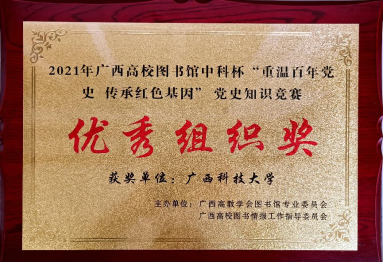 2021年广西高校图书馆中科杯“重温百年党
史 传承红色基因”党史知识竞赛
优秀组织奖
获奖单位：广西科技大学
主办单位：广西高教学会图书馆专业委员会
广西高校图书情报工作指导委员会